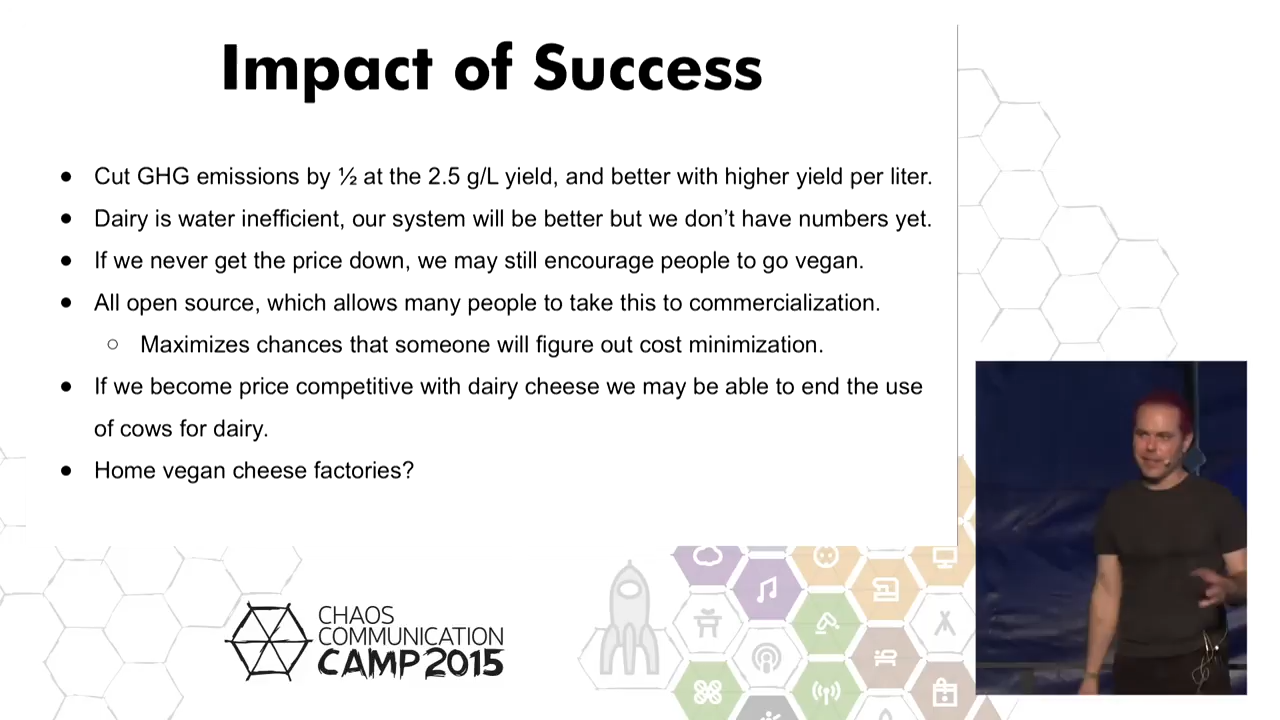 Impact of Success
● Cut GHG emissions by ½ at the 2.5 g/L yield, and better with higher yield per liter.
● Dairy is water inefficient, our system will be better but we don’t have numbers yet.
● If we never get the price down, we may still encourage people to go vegan.
● All open source, which allows many people to take this to commercialization.
○ Maximizes chances that someone will figure out cost minimization.
● If we become price competitive with dairy cheese we may be able to end the use
of cows for dairy.
● Home vegan cheese factories?
CHAOS
COMMUNICATION
CAMP 2015